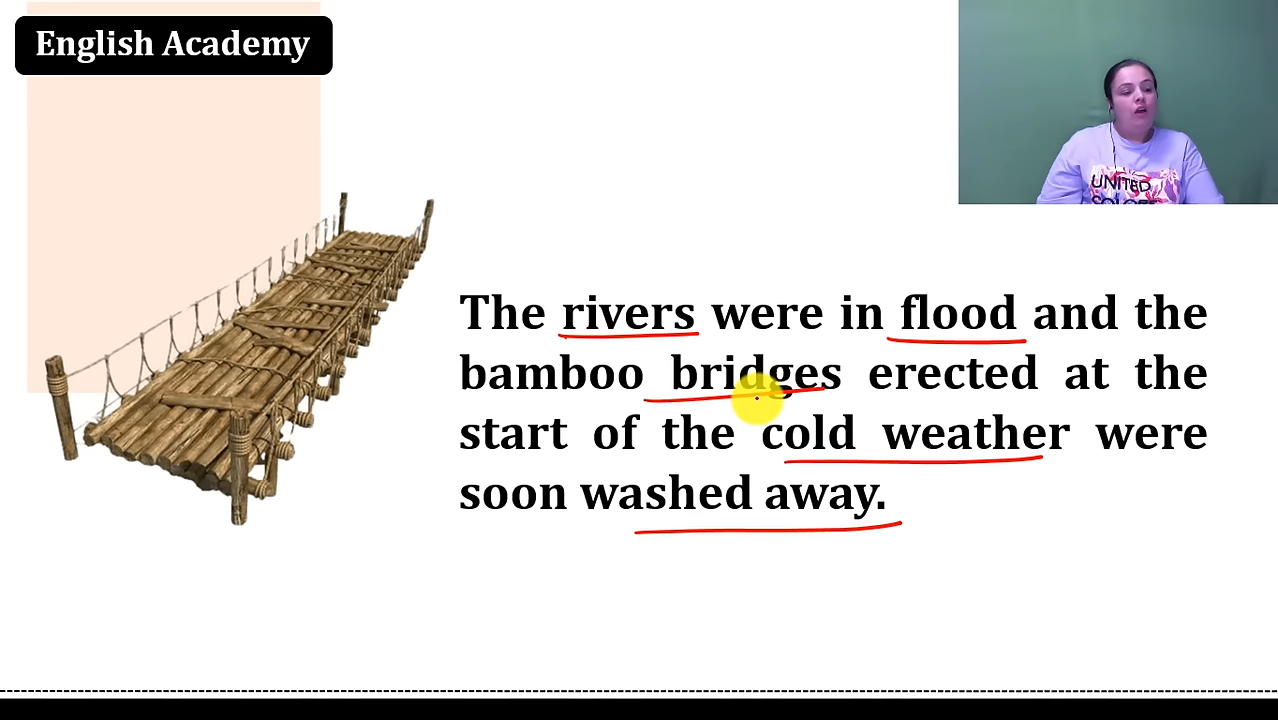 English Academy
UNITED
The rivers were in flood and the
bamboo bridges erected at the
start of the cold weather were
soon washed away.